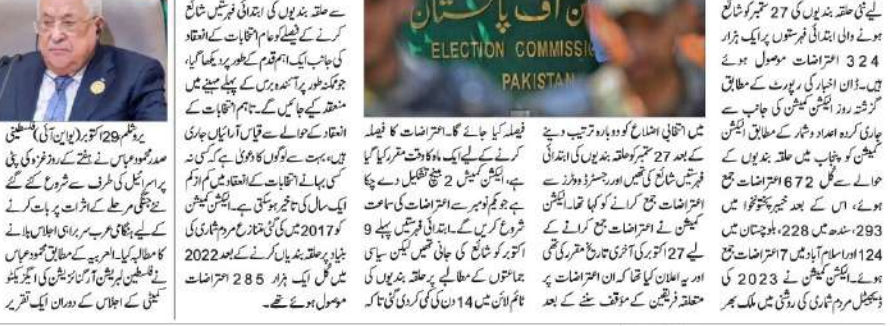 لیے نئی حلقہ بندیوں کی 27 ستمبر کو شائع
ہونے والی ابتدائی فہرستوں پر ایک ہزار
324 اعتراضات موصول ہوئے
ہیں۔ ڈان اخبار کی رپورٹ کے مطابق
گزشتہ روز الیکشن کمیشن کی جانب سے
جاری کردہ اعداد و شمار کے مطابق الیکشن
کمیشن کو پنجاب میں حلقہ بندیوں کے
حوالے سے کل 672 اعتراضات جمع
ہوئے، اس کے بعد خیبرپختونخوا میں
293، سندھ میں 228، بلوچستان میں
124 اور اسلام آباد میں 7 اعتراضات جمع
ہوئے۔ الیکشن کمیشن نے 2023 کی
ڈیجیٹل مردم شماری کی روشنی میں ملک بھر
ن آف پاکستان
ELECTION COMMISSI
PAKISTAN
میں انتخابی اضلاع کو دوبارہ ترتیب دینے
کے بعد 27 ستمبر کو حلقہ بندیوں کی ابتدائی
فہرستیں شائع کی تھیں اور رجسٹرڈ ووٹرز سے
اعتراضات جمع کرانے کو کہا تھا۔ الیکشن
کمیشن نے اعتراضات جمع کرانے کے
لیے 27 اکتوبر کی آخری تاریخ مقرر کی تھی
اور یہ اعلان کیا تھا کہ ان اعتراضات پر
متعلقہ فریقین کے مؤقف سننے کے بعد
فیصلہ کیا جائے گا۔ اعتراضات کا فیصلہ
کرنے کے لیے ایک ماہ کا وقت مقرر کیا گیا
ہے، الیکشن کمیشن 2 بینچ تشکیل دے چکا
ہے جو یکم نومبر سے اعتراضات کی سماعت
شروع کریں گے۔ ابتدائی فہرستیں پہلے 9
اکتوبر کو شائع کی جانی تھیں لیکن سیاسی
جماعتوں کے مطالبے پر حلقہ بندیوں کی
ٹائم لائن میں 14 دن کی کمی کردی گئی تاکہ
سے حلقہ بندیوں کی ابتدائی فہرستیں شائع
کرنے کے فیصلے کو عام انتخابات کے انعقاد
کی جانب ایک اہم قدم کے طور پر دیکھا گیا،
جو ممکنہ طور پر آئندہ برس کے پہلے مہینے میں
منعقد کیے جائیں گے۔ تاہم انتخابات کے
انعقاد کے حوالے سے قیاس آرائیاں جاری
ہیں، بہت سے لوگوں کا دعویٰ ہے کہ کسی نہ
کسی بہانے انتخابات کے انعقاد میں کم از کم
ایک سال کی تاخیر ہوسکتی ہے۔ الیکشن کمیشن
کو 2017 میں کی گئی متنازع مردم شماری کی
بنیاد پر حلقہ بندیاں کرنے کے بعد 2022
میں کل ایک ہزار 285 اعتراضات
موصول ہوئے تھے۔
یروشلم 29 اکتوبر (یو این آئی) فلسطینی
صدر محمود عباس نے ہفتے کے روز غزہ کی پٹی
پر اسرائیل کی طرف سے شروع کئے گئے
نئے جنگی مرحلے کے اثرات پر بات کرنے
کے لیے ہنگامی عرب سربراہی اجلاس بلانے
کا مطالبہ کیا۔ العربیہ کے مطابق محمود عباس
نے فلسطین لبریشن آرگنائزیشن کی ایگزیکٹو
کمیٹی کے اجلاس کے دوران ایک تقریر